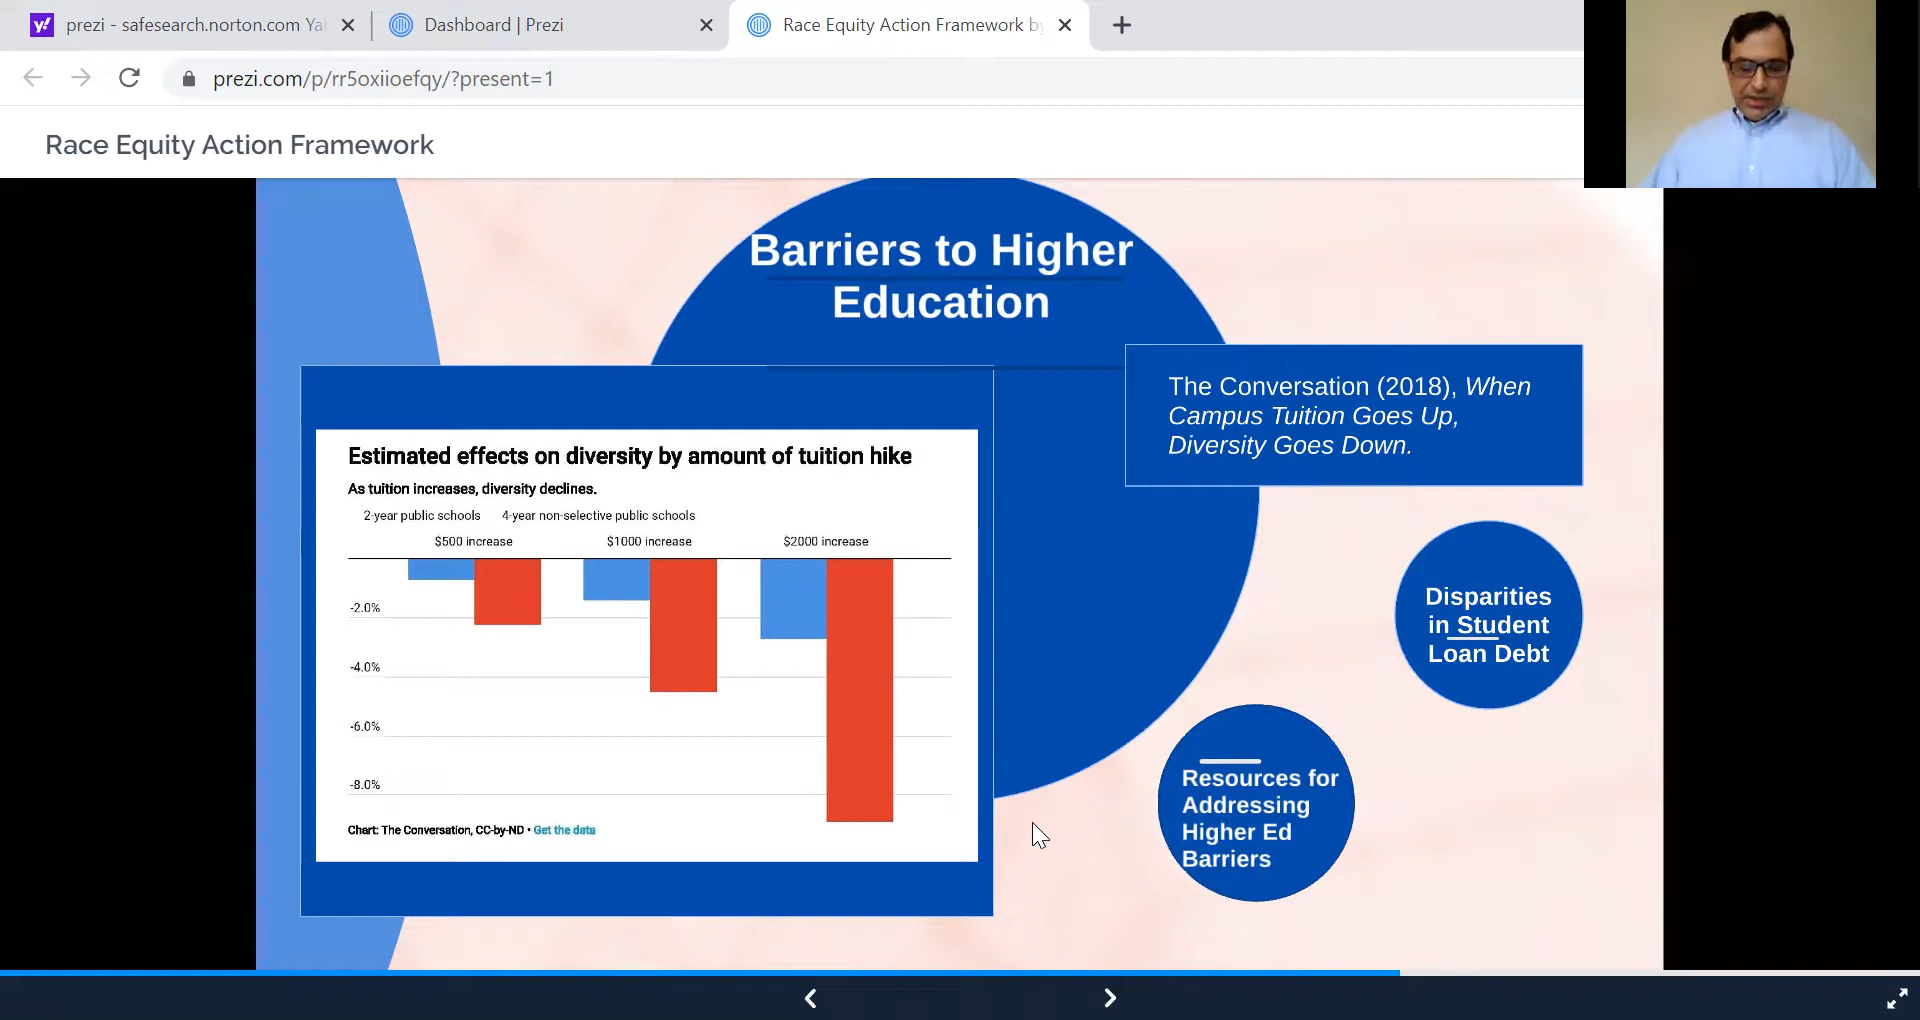 prezi - safesearch.norton.com Ya
Dashboard | Prezi
Race Equity Action Framework by
prezi.com/p/rr5oxiioefqy/?present=1
Race Equity Action Framework
Barriers to Higher
Education
The Conversation (2018), When
Campus Tuition Goes Up,
Diversity Goes Down.
Estimated effects on diversity by amount of tuition hike
As tuition increases, diversity declines.
2-year public schools 4-year non-selective public schools
$500 increase $1000 increase $2000 increase
-2.0%
-4.0%
-6.0%
-8.0%
Chart: The Conversation, CC-by-ND • Get the data
Disparities
in Student
Loan Debt
Resources for
Addressing
Higher Ed
Barriers